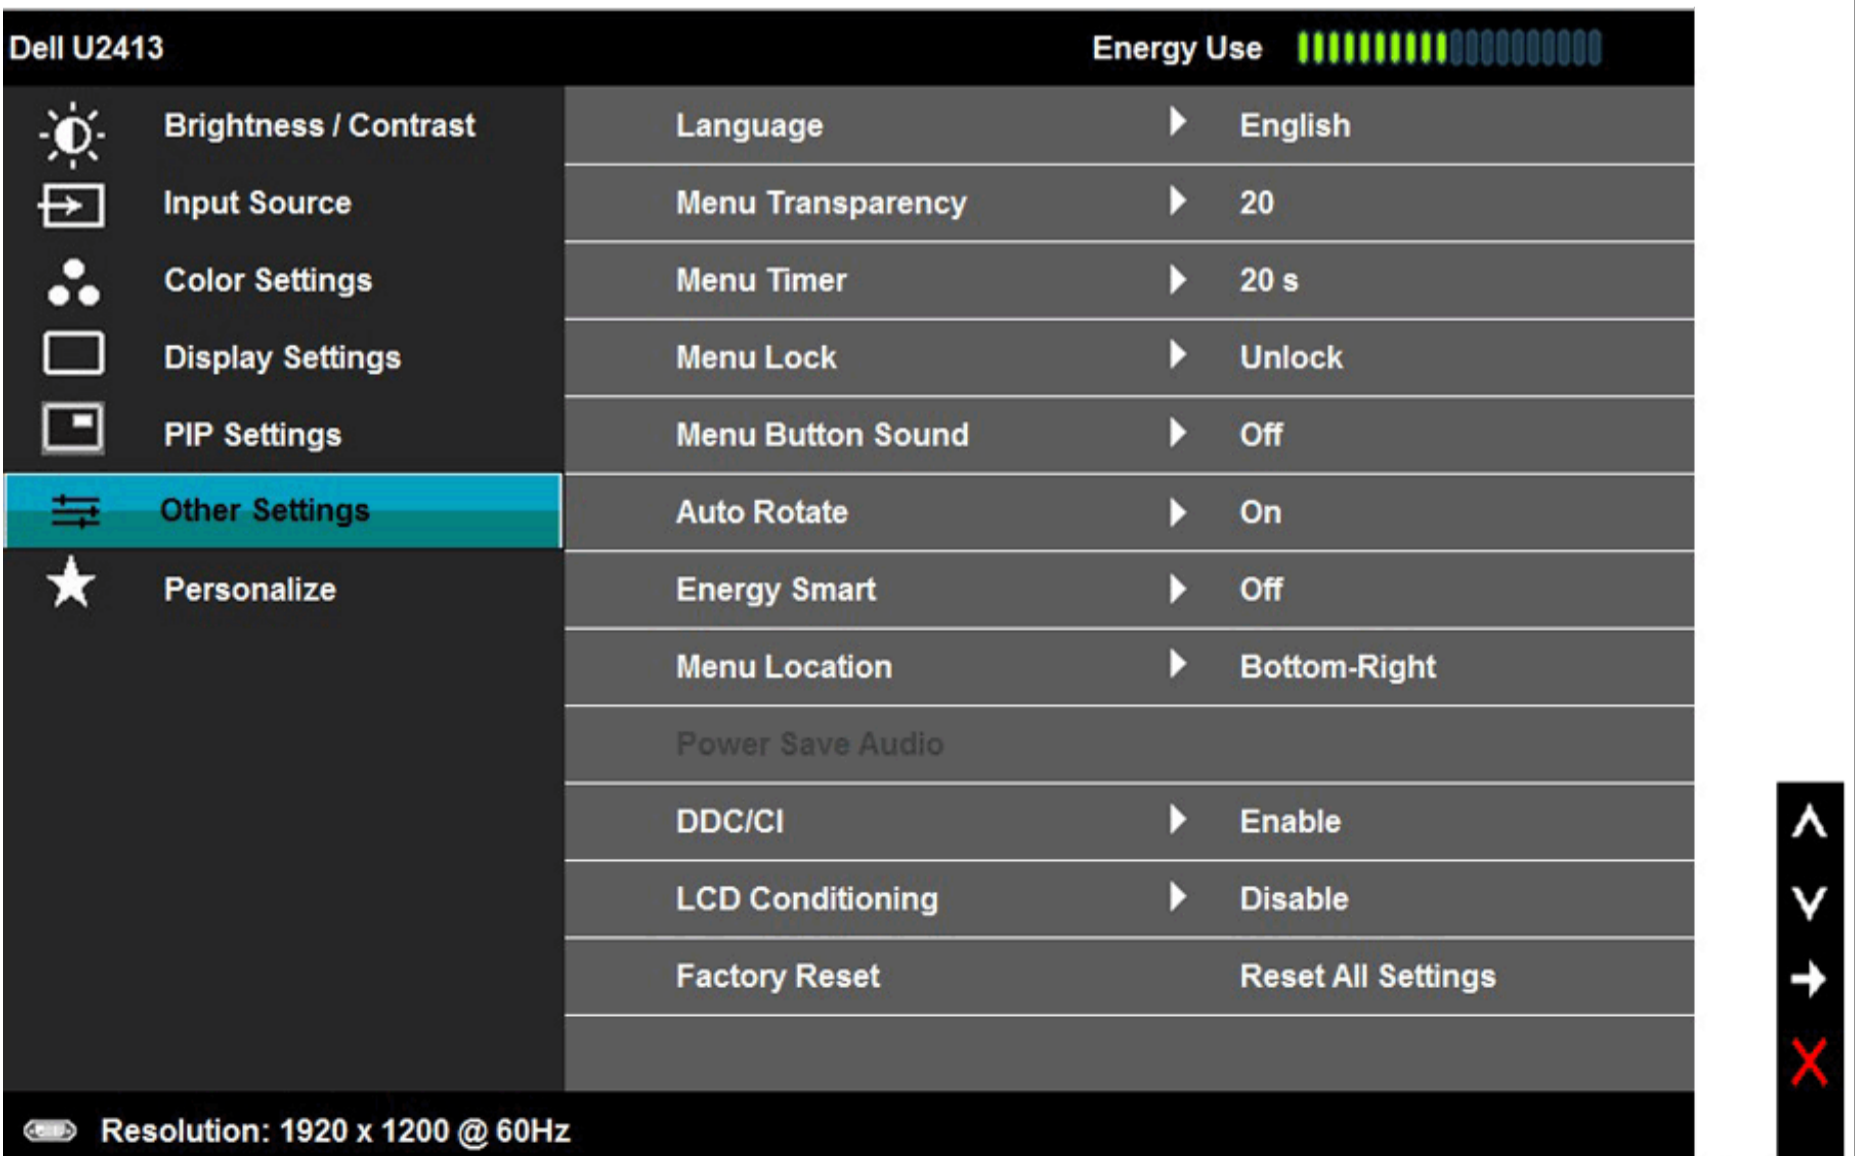 Dell U2413 Energy Use
Brightness / Contrast
Input Source
Color Settings
Display Settings
PIP Settings
Other Settings
Personalize
Language English
Menu Transparency 20
Menu Timer 20 s
Menu Lock Unlock
Menu Button Sound Off
Auto Rotate On
Energy Smart Off
Menu Location Bottom-Right
Power Save Audio
DDC/CI Enable
LCD Conditioning Disable
Factory Reset Reset All Settings
Resolution: 1920 x 1200 @ 60Hz